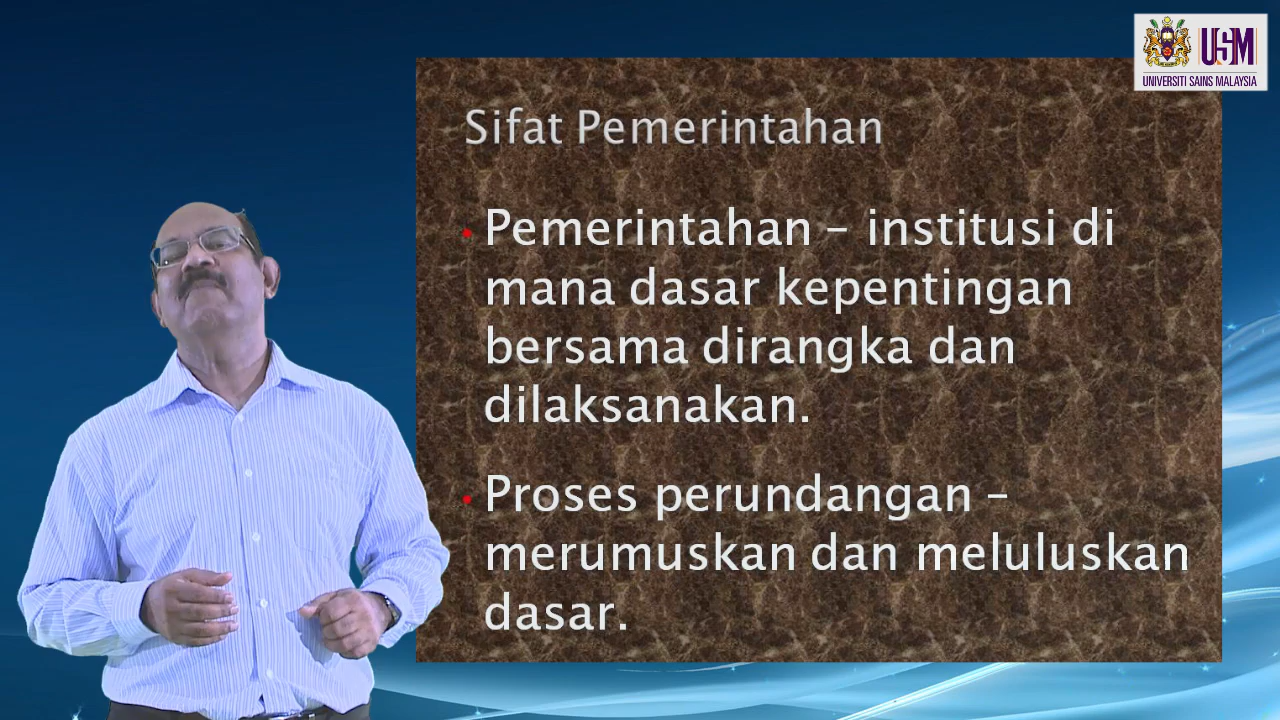 USM
UNIVERSITI SAINS MALAYSIA
Sifat Pemerintahan
Pemerintahan – institusi di
mana dasar kepentingan
bersama dirangka dan
dilaksanakan.
Proses perundangan –
merumuskan dan meluluskan
dasar.